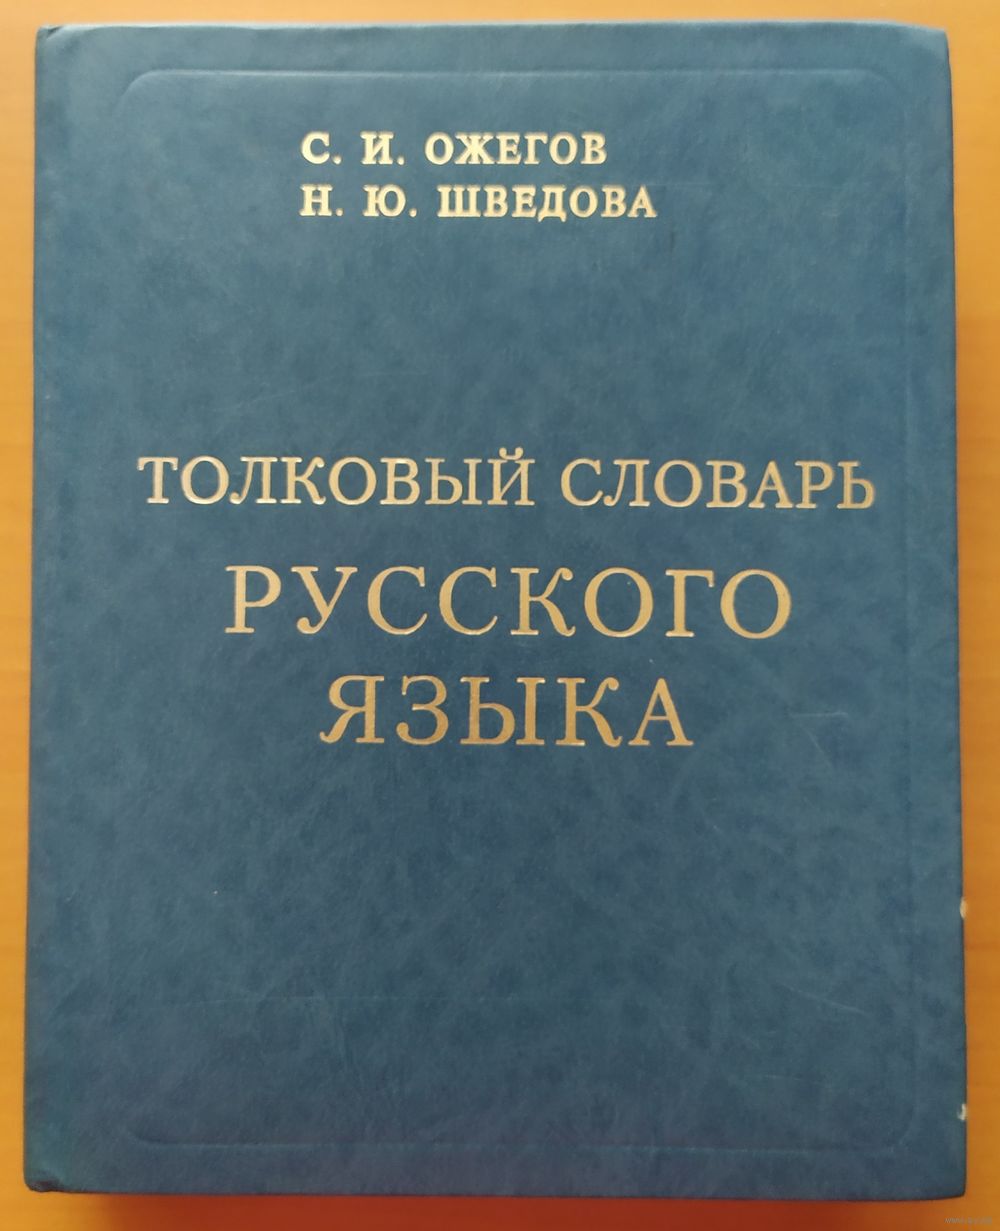 С. И. ОЖЕГОВ
Н. Ю. ШВЕДОВА
ТОЛКОВЫЙ СЛОВАРЬ
РУССКОГО
ЯЗЫКА